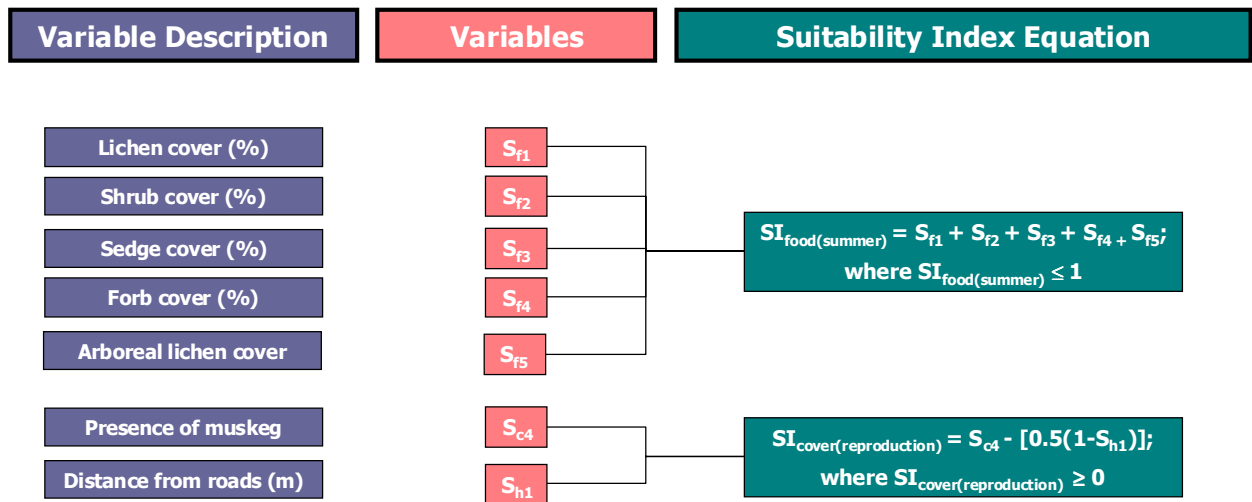 Variable Description Variables Suitability Index Equation
Lichen cover (%) Sf1
Shrub cover (%) Sf2
Sedge cover (%) Sf3
Forb cover (%) Sf4
Arboreal lichen cover Sf5
SIfood(summer) = Sf1 + Sf2 + Sf3 + Sf4 + Sf5;
where SIfood(summer) ≤ 1
Presence of muskeg Sc4
Distance from roads (m) Sh1
SIcover(reproduction) = Sc4 - [0.5(1-Sh1)];
where SIcover(reproduction) ≥ 0